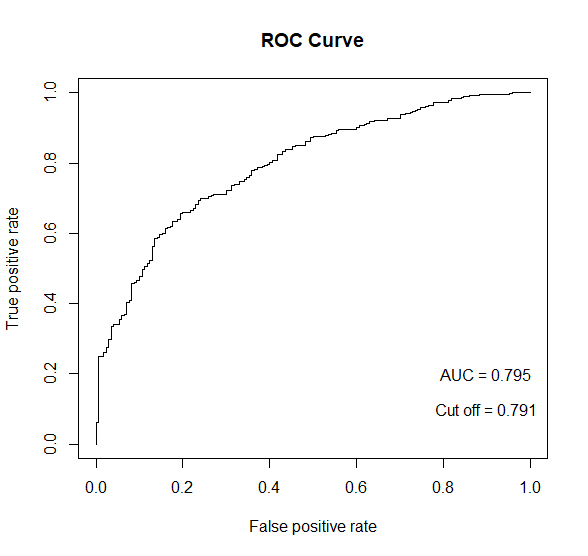 ROC Curve
1.0
0.8
0.6
0.4
0.2
0.0
True positive rate
AUC = 0.795
Cut off = 0.791
0.0 0.2 0.4 0.6 0.8 1.0
False positive rate